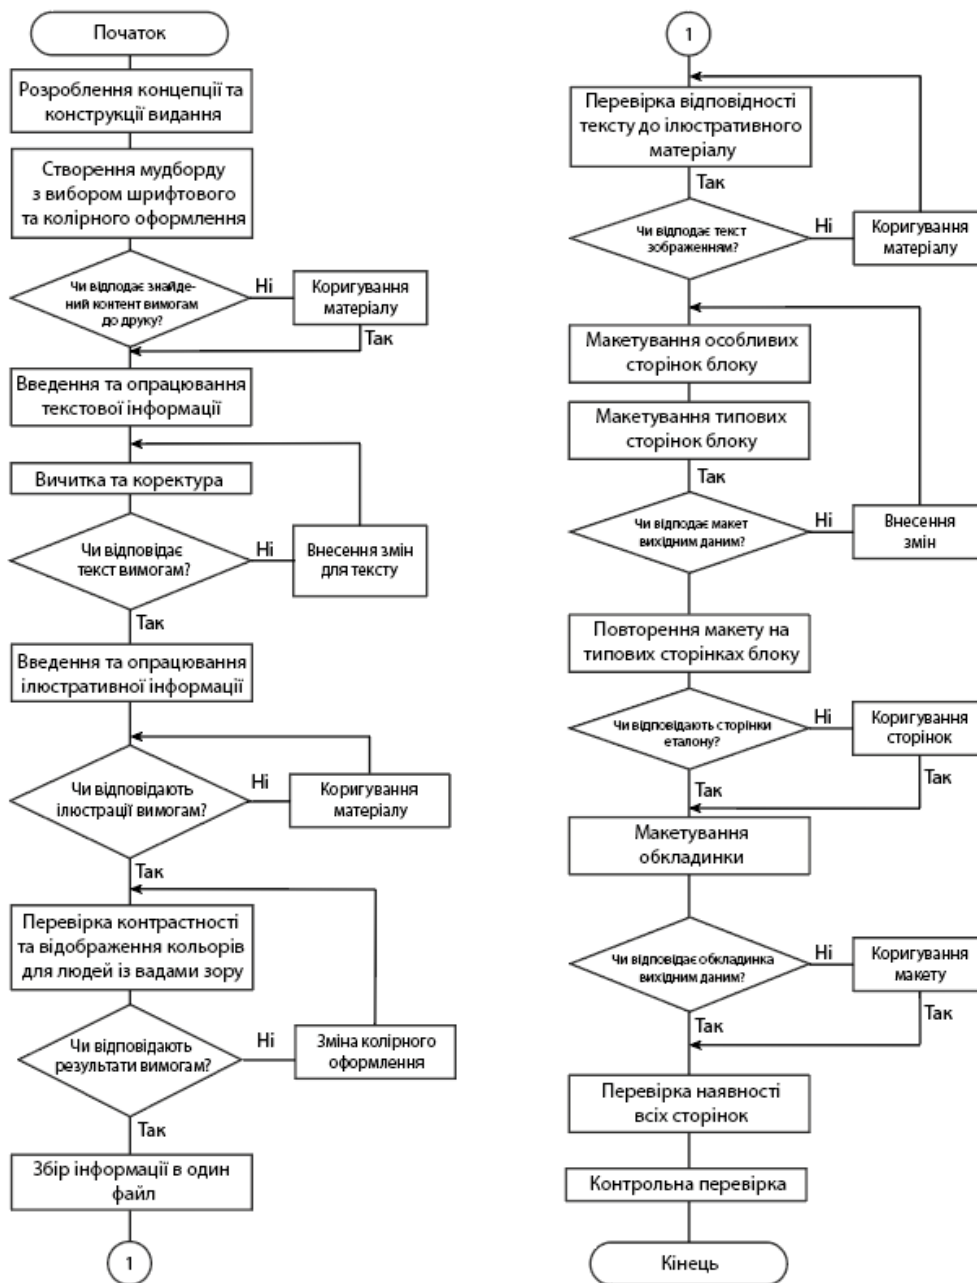 Початок
Розроблення концепції та
конструкції видання
Створення мудборду
з вибором шрифтового
та колірного оформлення
Чи відподає знайде-
ний контент вимогам
до друку?
Ні
Коригування
матеріалу
Так
Введення та опрацювання
текстової інформації
Вичитка та коректура
Чи відповідає
текст вимогам?
Ні
Внесення змін
для тексту
Так
Введення та опрацювання
ілюстративної інформації
Чи відповідають
ілюстрації вимогам?
Ні
Коригування
матеріалу
Так
Перевірка контрастності
та відображення кольорів
для людей із вадами зору
Чи відповідають
результати вимогам?
Ні
Зміна колірного
оформлення
Так
Збір інформації в один
файл
1
1
Перевірка відповідності
тексту до ілюстративного
матеріалу
Так
Чи відподає текст
зображенням?
Ні
Коригування
матеріалу
Макетування особливих
сторінок блоку
Макетування типових
сторінок блоку
Так
Чи відподає макет
вихідним даним?
Ні
Внесення
змін
Повторення макету на
типових сторінках блоку
Чи відповідають сторінки
еталону?
Ні
Коригування
сторінок
Так
Так
Макетування
обкладинки
Чи відповідає обкладинка
вихідним даним?
Ні
Коригування
макету
Так
Так
Перевірка наявності
всіх сторінок
Контрольна перевірка
Кінець